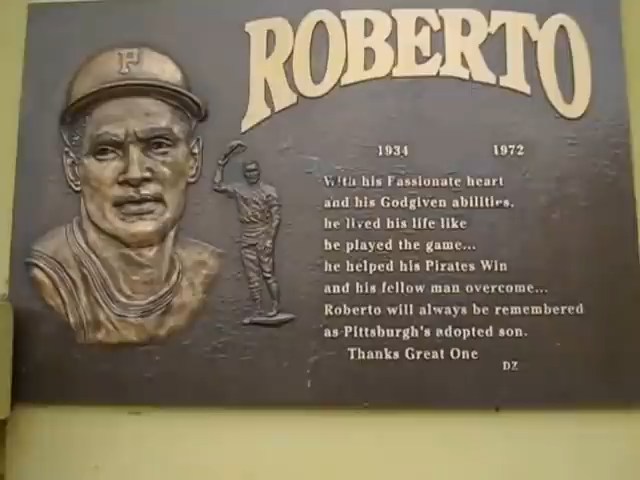 P
ROBERTO
1934 1972
With his Passionate heart
and his Godgiven abilities,
he lived his life like
he played the game...
he helped his Pirates Win
and his fellow man overcome...
Roberto will always be remembered
as Pittsburgh's adopted son.
Thanks Great One
DZ